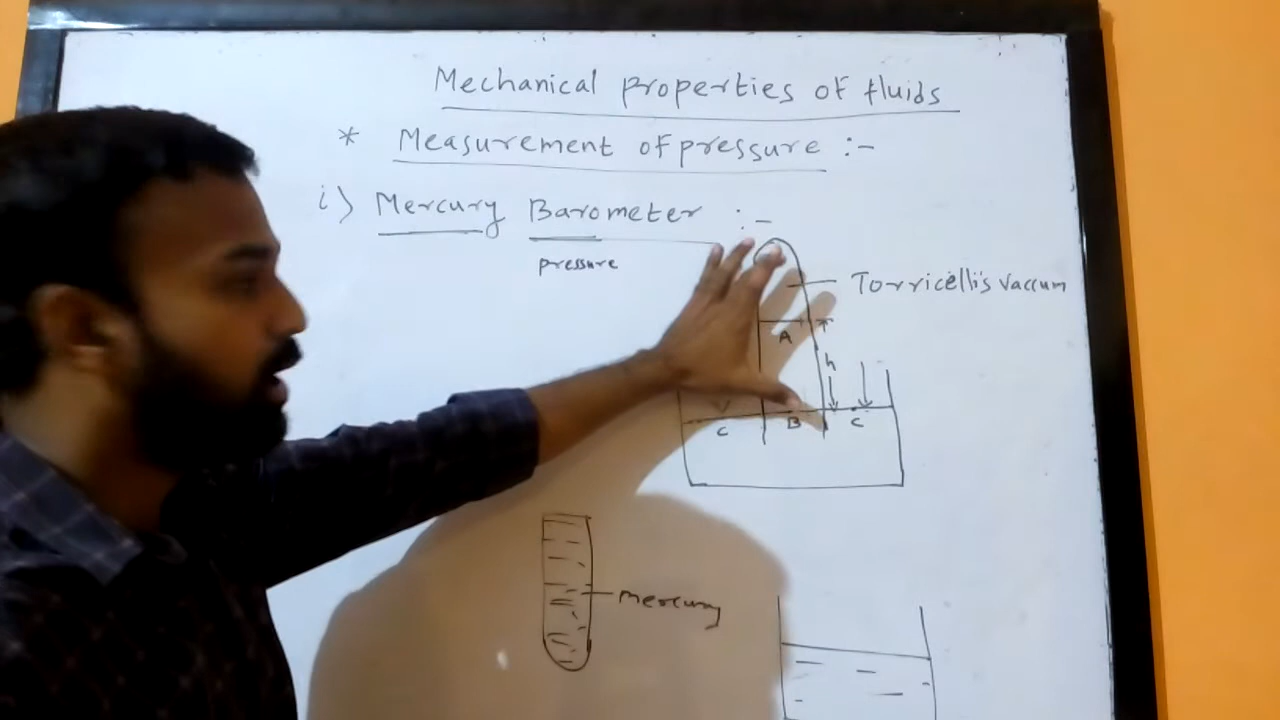 Mechanical properties of fluids
* Measurement of pressure :-
i) Mercury Barometer :-
pressure
Torricelli's Vaccum
A
h
C B C
mercury